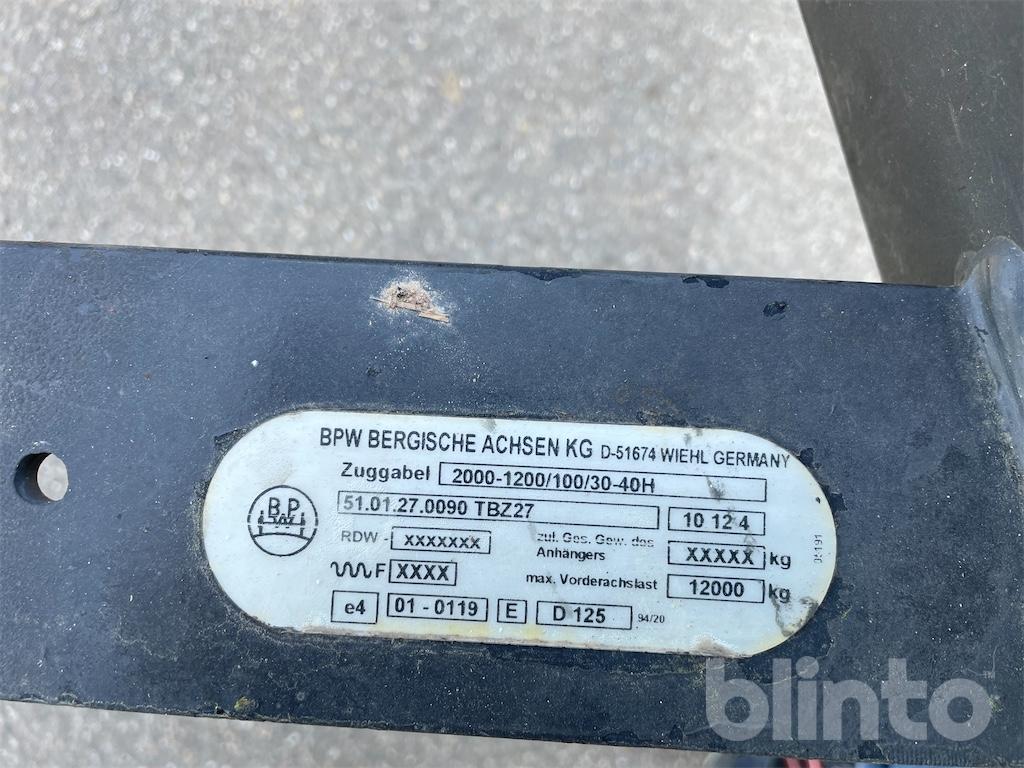 BPW BERGISCHE ACHSEN KG D-51674 WIEHL GERMANY
Zuggabel 2000-1200/100/30-40H
51.01.27.0090 TBZ27 10 12 4
BPW
RDW - XXXXXXX zul. Ges. Gew. des Anhängers XXXXX kg
F XXXX max. Vorderachslast 12000 kg
e4 01 - 0119 E D 125 94/20
blinto